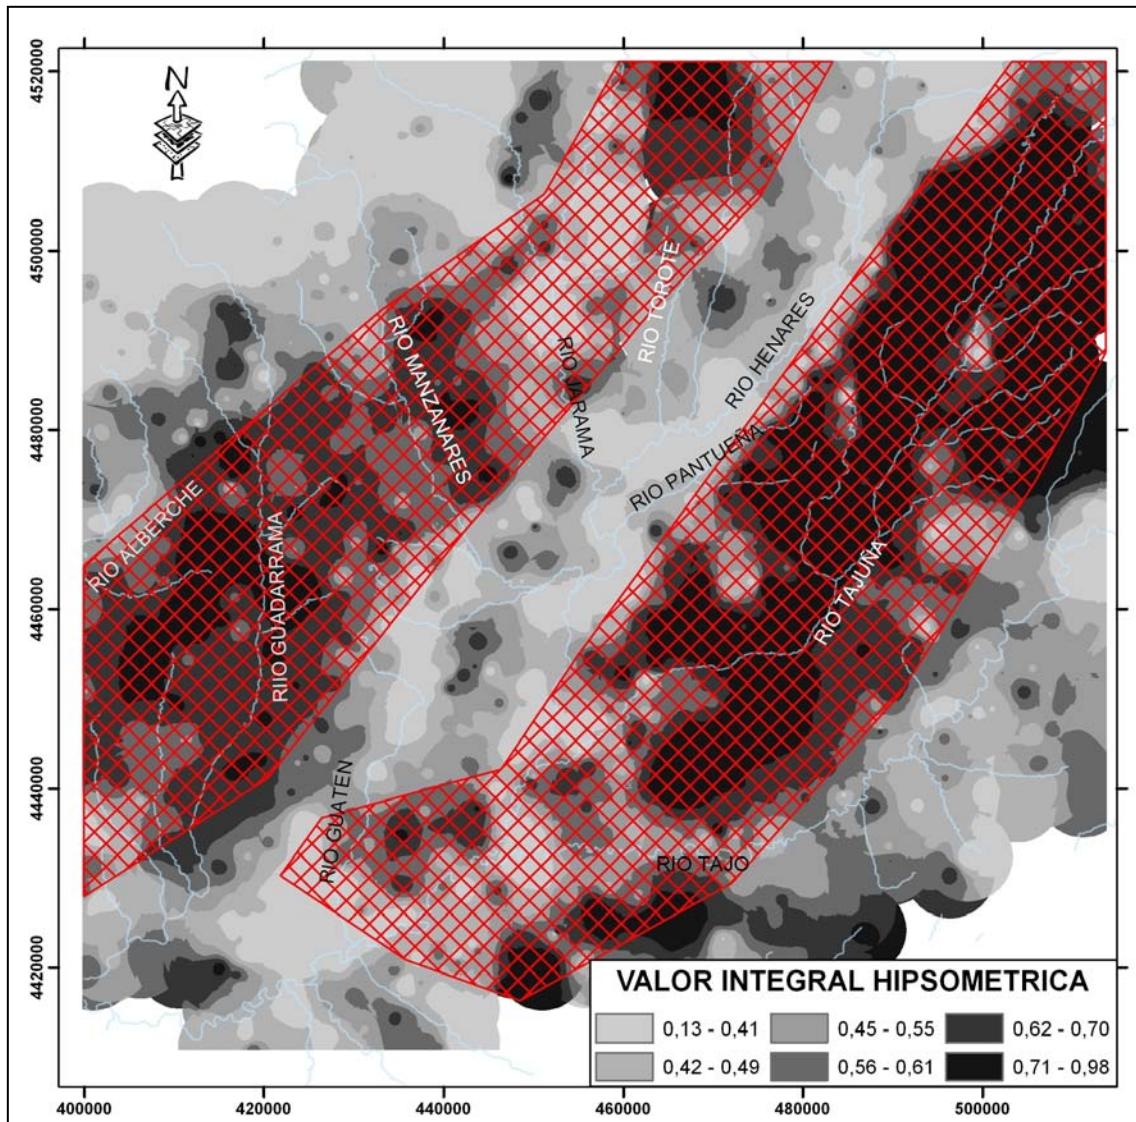 N
4520000
4500000
4480000
4460000
4440000
4420000
RIO TOROTE
RIO HENARES
RIO MANZANARES
RIO JARAMA
RIO PANTUEÑA
RIO ALBERCHE
RIIO GUADARRAMA
RIO TAJUÑA
RIO GUATEN
RIO TAJO
VALOR INTEGRAL HIPSOMETRICA
0,13 - 0,41
0,45 - 0,55
0,62 - 0,70
0,42 - 0,49
0,56 - 0,61
0,71 - 0,98
400000
420000
440000
460000
480000
500000